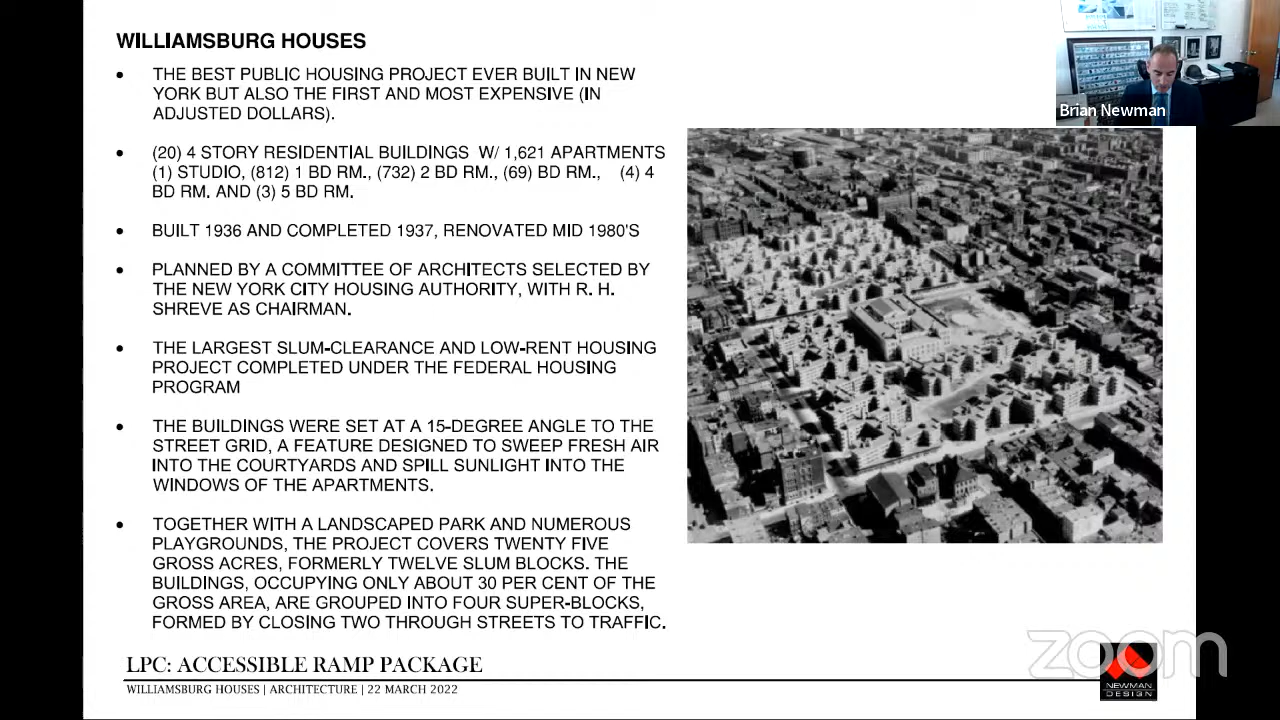 WILLIAMSBURG HOUSES
• THE BEST PUBLIC HOUSING PROJECT EVER BUILT IN NEW
YORK BUT ALSO THE FIRST AND MOST EXPENSIVE (IN
ADJUSTED DOLLARS).
• (20) 4 STORY RESIDENTIAL BUILDINGS W/ 1,621 APARTMENTS
(1) STUDIO, (812) 1 BD RM., (732) 2 BD RM., (69) BD RM., (4) 4
BD RM. AND (3) 5 BD RM.
• BUILT 1936 AND COMPLETED 1937, RENOVATED MID 1980'S
• PLANNED BY A COMMITTEE OF ARCHITECTS SELECTED BY
THE NEW YORK CITY HOUSING AUTHORITY, WITH R. H.
SHREVE AS CHAIRMAN.
• THE LARGEST SLUM-CLEARANCE AND LOW-RENT HOUSING
PROJECT COMPLETED UNDER THE FEDERAL HOUSING
PROGRAM
• THE BUILDINGS WERE SET AT A 15-DEGREE ANGLE TO THE
STREET GRID, A FEATURE DESIGNED TO SWEEP FRESH AIR
INTO THE COURTYARDS AND SPILL SUNLIGHT INTO THE
WINDOWS OF THE APARTMENTS.
• TOGETHER WITH A LANDSCAPED PARK AND NUMEROUS
PLAYGROUNDS, THE PROJECT COVERS TWENTY FIVE
GROSS ACRES, FORMERLY TWELVE SLUM BLOCKS. THE
BUILDINGS, OCCUPYING ONLY ABOUT 30 PER CENT OF THE
GROSS AREA, ARE GROUPED INTO FOUR SUPER-BLOCKS,
FORMED BY CLOSING TWO THROUGH STREETS TO TRAFFIC.
Brian Newman
LPC: ACCESSIBLE RAMP PACKAGE
WILLIAMSBURG HOUSES | ARCHITECTURE | 22 MARCH 2022
zoom
NEWMAN
DESIGN